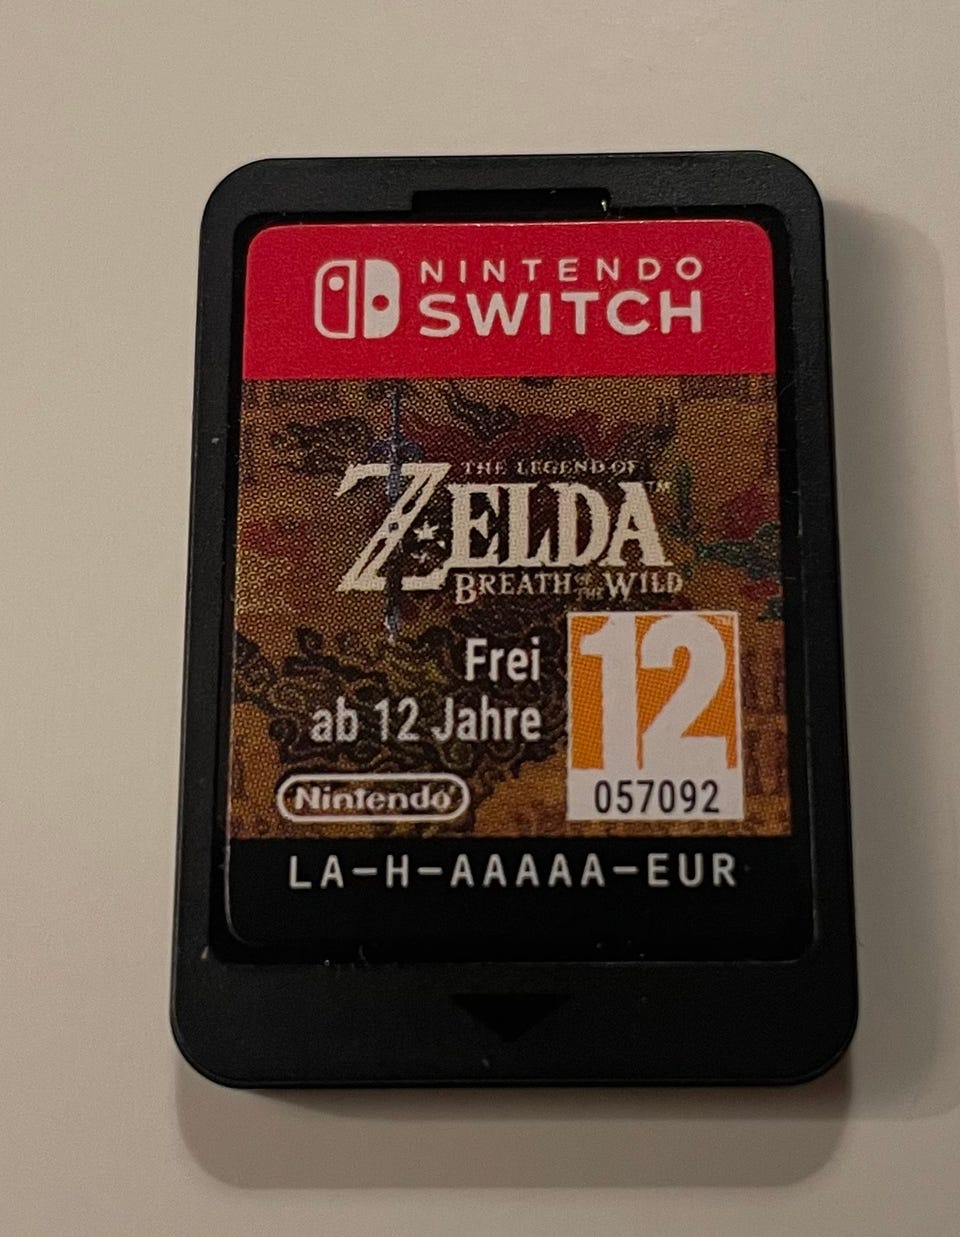 NINTENDO
SWITCH
THE LEGEND OF
ZELDA™
BREATH OF THE WILD
Frei
ab 12 Jahre
12
057092
Nintendo
LA-H-AAAAA-EUR